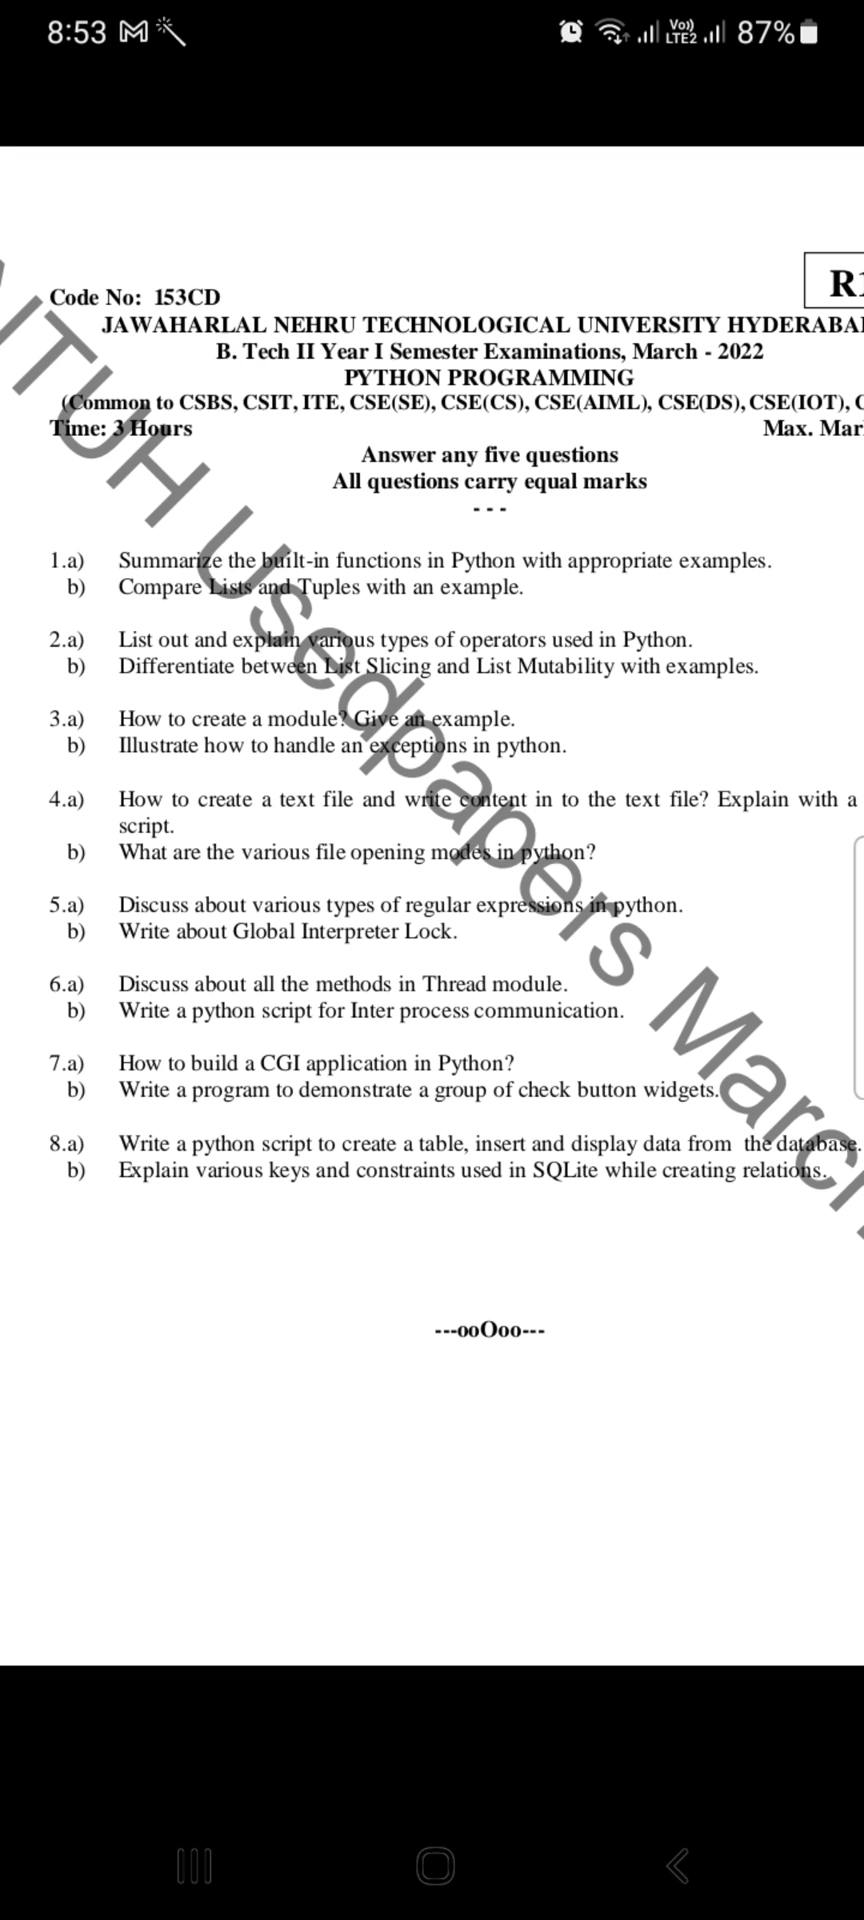 8:53
Vo))
LTE2
87%
Code No: 153CD
JAWAHARLAL NEHRU TECHNOLOGICAL UNIVERSITY
B. Tech II Year I Semester Examinations, March - 2022
PYTHON PROGRAMMING
(Common to CSBS, CSIT, ITE, CSE(SE), CSE(CS), CSE(AIML), CSE(DS), CSE(IOT),
Time: 3 Hours Max.
Answer any five questions
All questions carry equal marks
- - -
1.a) Summarize the built-in functions in Python with appropriate examples.
b) Compare Lists and Tuples with an example.
2.a) List out and explain various types of operators used in Python.
b) Differentiate between List Slicing and List Mutability with examples.
3.a) How to create a module? Give an example.
b) Illustrate how to handle an exceptions in python.
4.a) How to create a text file and write content in to the text file? Explain with a
script.
b) What are the various file opening modes in python?
5.a) Discuss about various types of regular expressions in python.
b) Write about Global Interpreter Lock.
6.a) Discuss about all the methods in Thread module.
b) Write a python script for Inter process communication.
7.a) How to build a CGI application in Python?
b) Write a program to demonstrate a group of check button widgets.
8.a) Write a python script to create a table, insert and display data from the database.
b) Explain various keys and constraints used in SQLite while creating relations.
---ooOoo---
Usedpapers